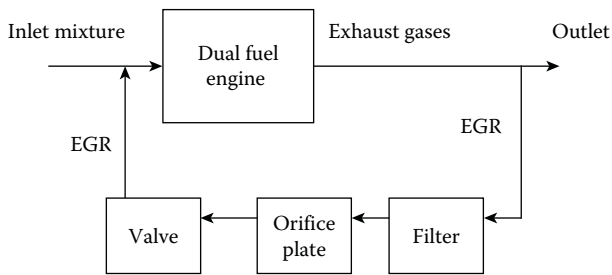 Inlet mixture
Dual fuel
engine
Exhaust gases
Outlet
EGR
EGR
Valve
Orifice
plate
Filter